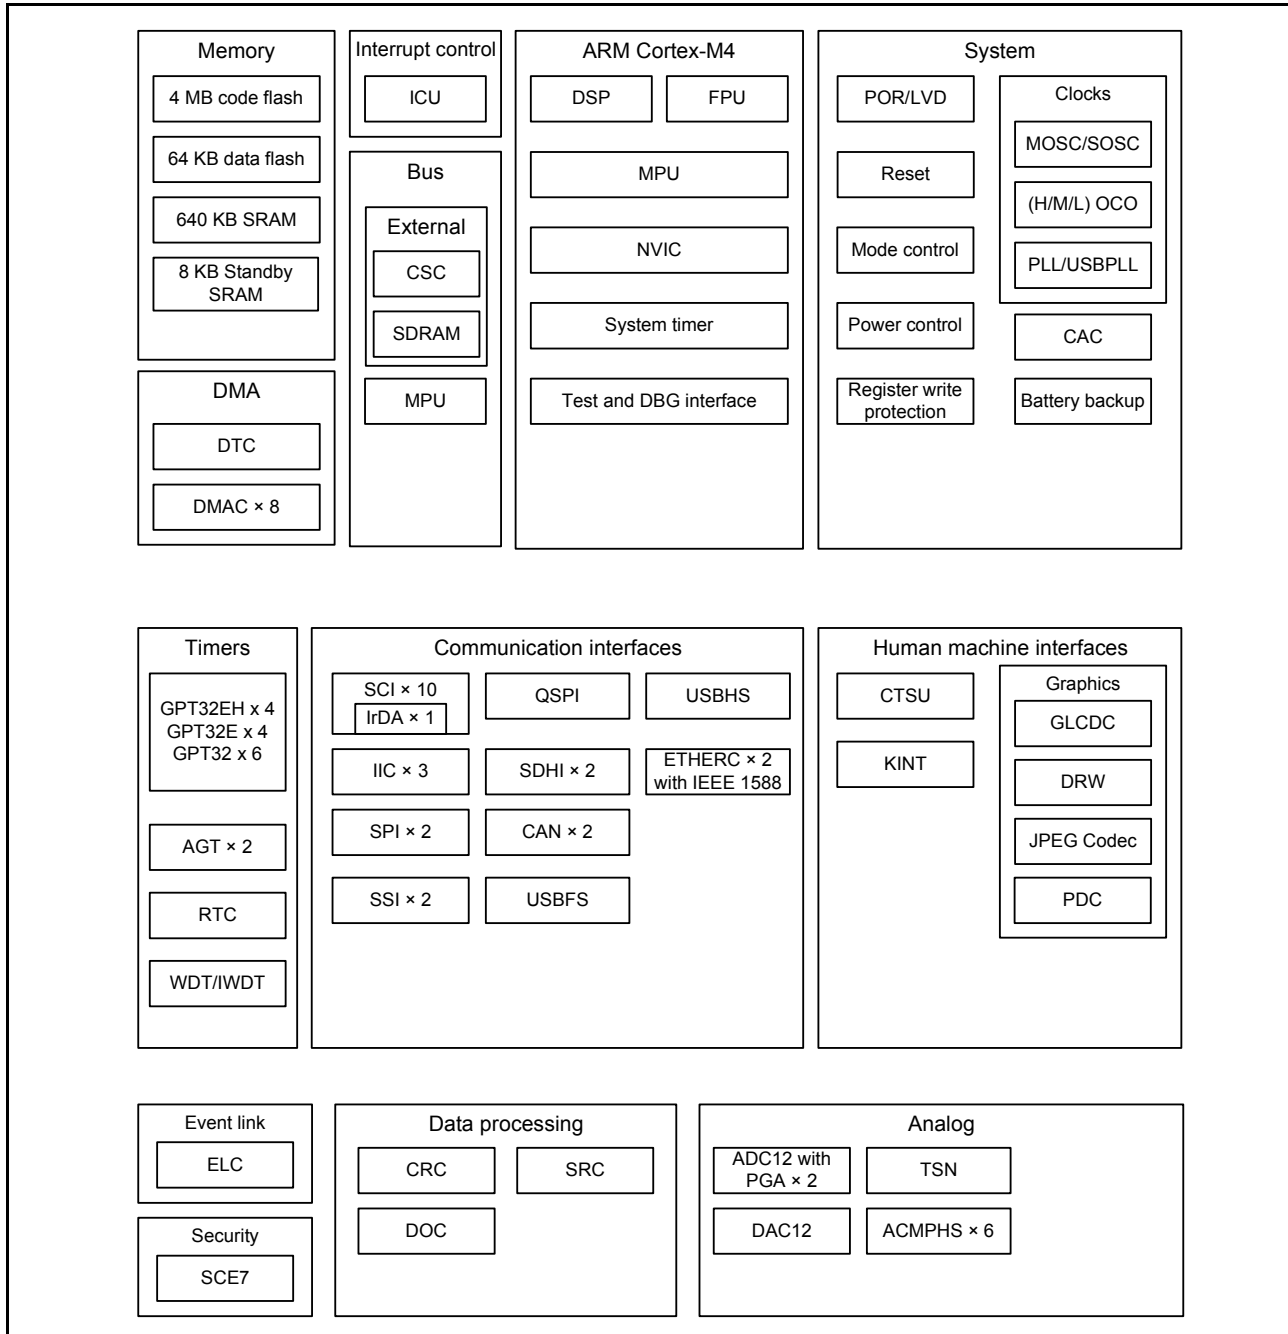 Memory
4 MB code flash
64 KB data flash
640 KB SRAM
8 KB Standby
SRAM
DMA
DTC
DMAC × 8
Interrupt control
ICU
Bus
External
CSC
SDRAM
MPU
ARM Cortex-M4
DSP
FPU
MPU
NVIC
System timer
Test and DBG interface
System
POR/LVD
Reset
Mode control
Power control
Register write
protection
Clocks
MOSC/SOSC
(H/M/L) OCO
PLL/USBPLL
CAC
Battery backup
Timers
GPT32EH x 4
GPT32E x 4
GPT32 x 6
AGT × 2
RTC
WDT/IWDT
Communication interfaces
SCI × 10
IrDA × 1
IIC × 3
SPI × 2
SSI × 2
QSPI
SDHI × 2
CAN × 2
USBFS
USBHS
ETHERC × 2
with IEEE 1588
Human machine interfaces
CTSU
KINT
Graphics
GLCDC
DRW
JPEG Codec
PDC
Event link
ELC
Security
SCE7
Data processing
CRC
SRC
DOC
Analog
ADC12 with
PGA × 2
TSN
DAC12
ACMPHS × 6